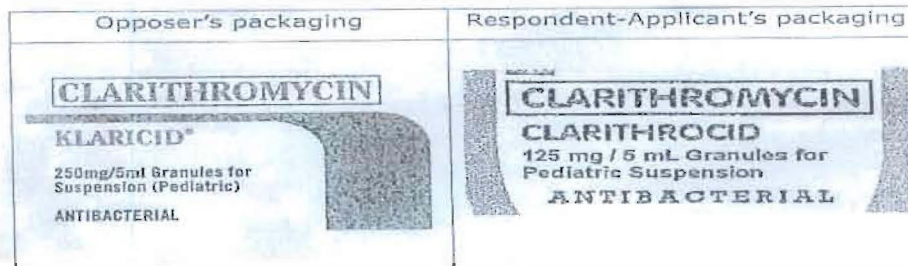 Opposer's packaging
Respondent-Applicant's packaging
CLARITHROMYCIN
KLARICID®
250mg/5ml Granules for
Suspension (Pediatric)
ANTIBACTERIAL
CLARITHROMYCIN
CLARITHROCID
125 mg / 5 mL Granules for
Pediatric Suspension
ANTIBACTERIAL